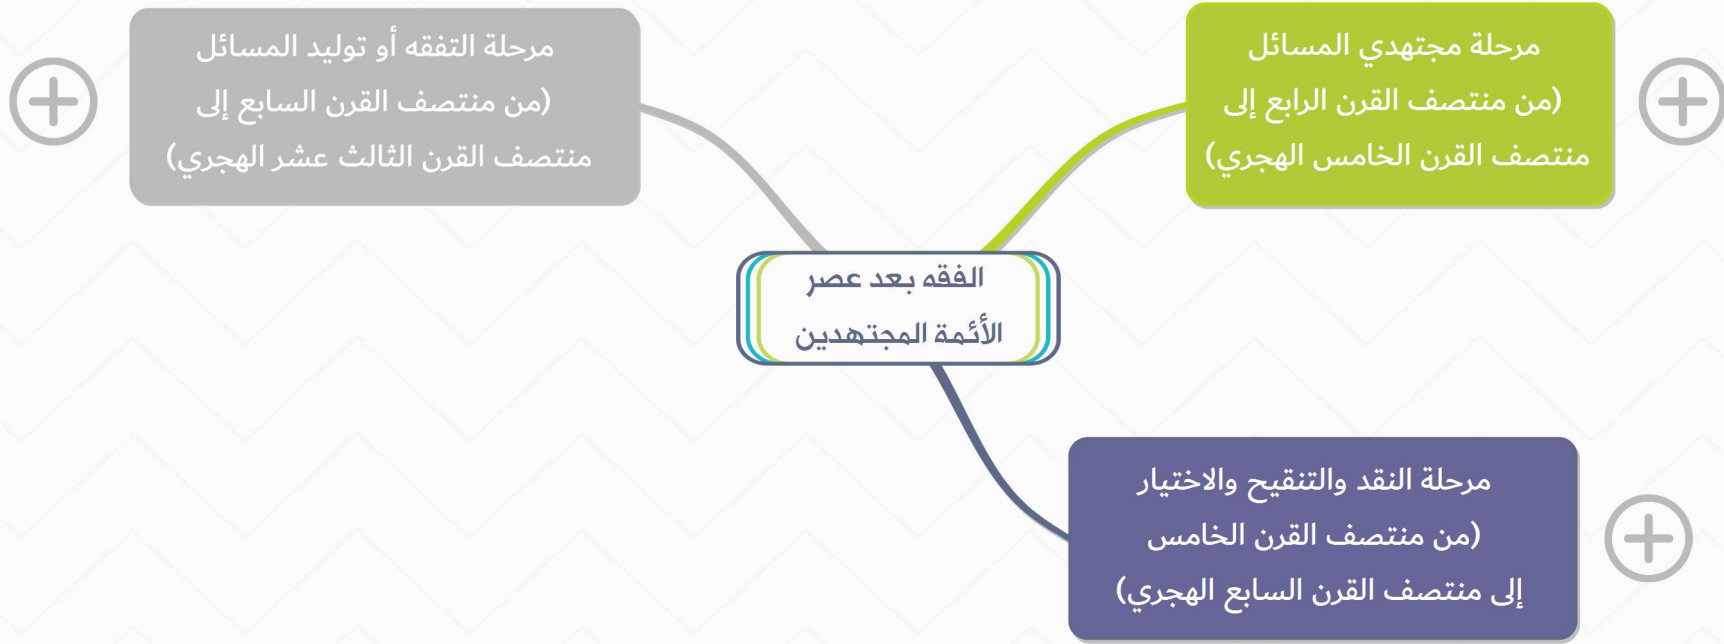 الفقه بعد عصر
الأئمة المجتهدين
مرحلة مجتهدي المسائل
(من منتصف القرن الرابع إلى
منتصف القرن الخامس الهجري)
مرحلة النقد والتنقيح والاختيار
(من منتصف القرن الخامس
إلى منتصف القرن السابع الهجري)
مرحلة التفقه أو توليد المسائل
(من منتصف القرن السابع إلى
منتصف القرن الثالث عشر الهجري)